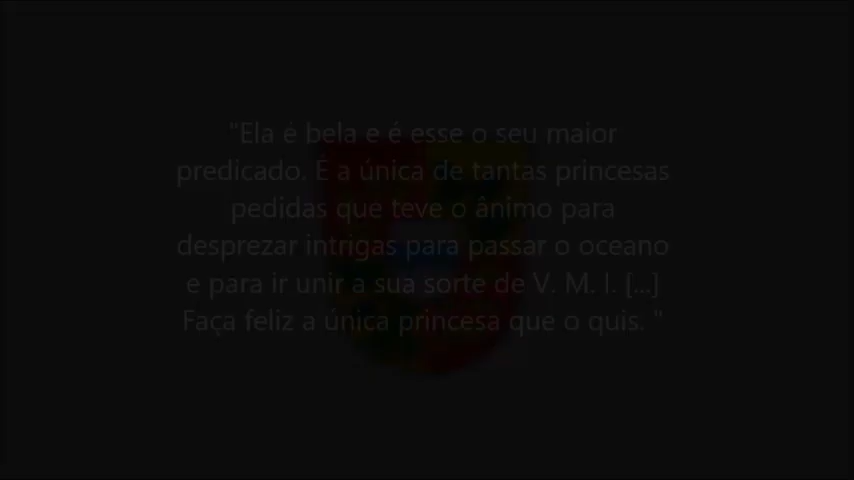 "Ela é bela e é esse o seu maior
predicado. E a única de tantas princesas
pedidas que teve o ânimo para
desprezar intrigas para passar o oceano
e para ir unir a sua sorte de V. M. I. [...]
Faça feliz a única princesa que o quis. "